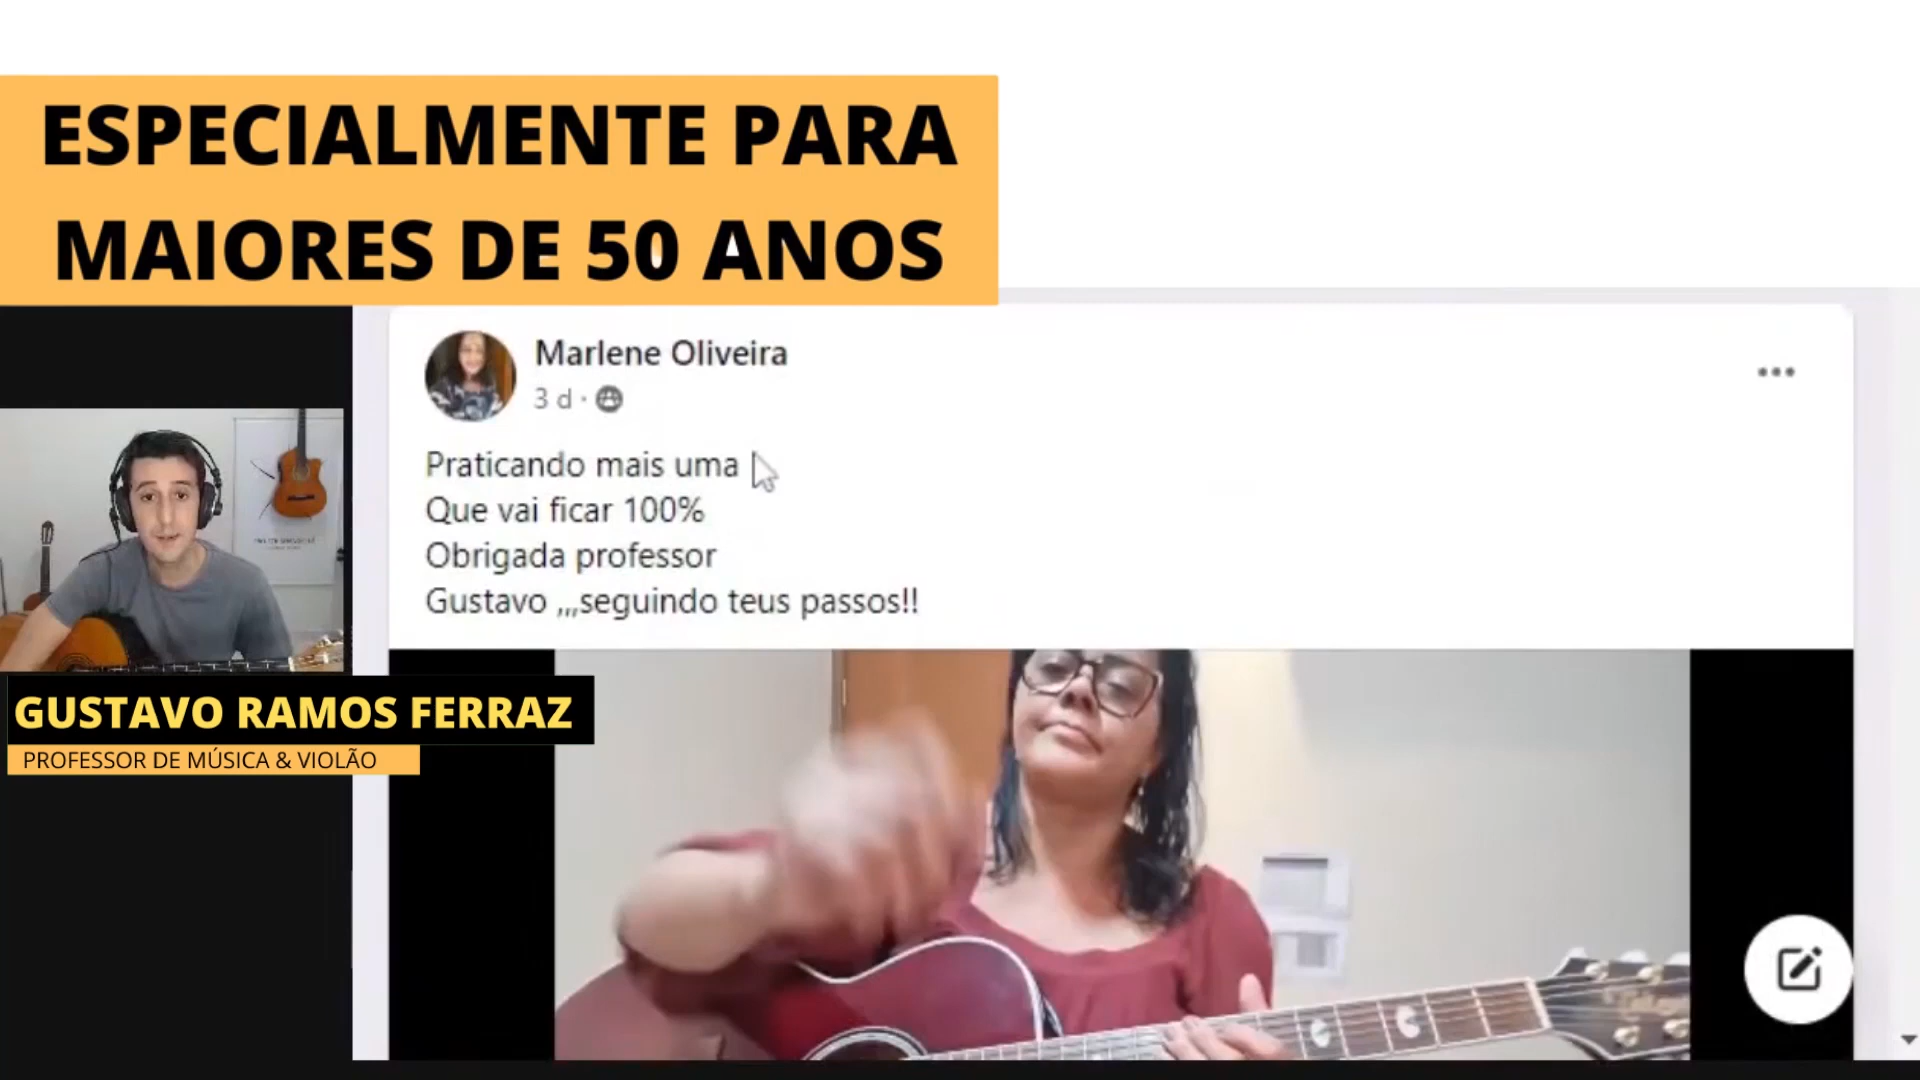 ESPECIALMENTE PARA
MAIORES DE 50 ANOS
Marlene Oliveira
3 d ·
Praticando mais uma
Que vai ficar 100%
Obrigada professor
Gustavo ,,,seguindo teus passos!!
GUSTAVO RAMOS FERRAZ
PROFESSOR DE MÚSICA & VIOLÃO